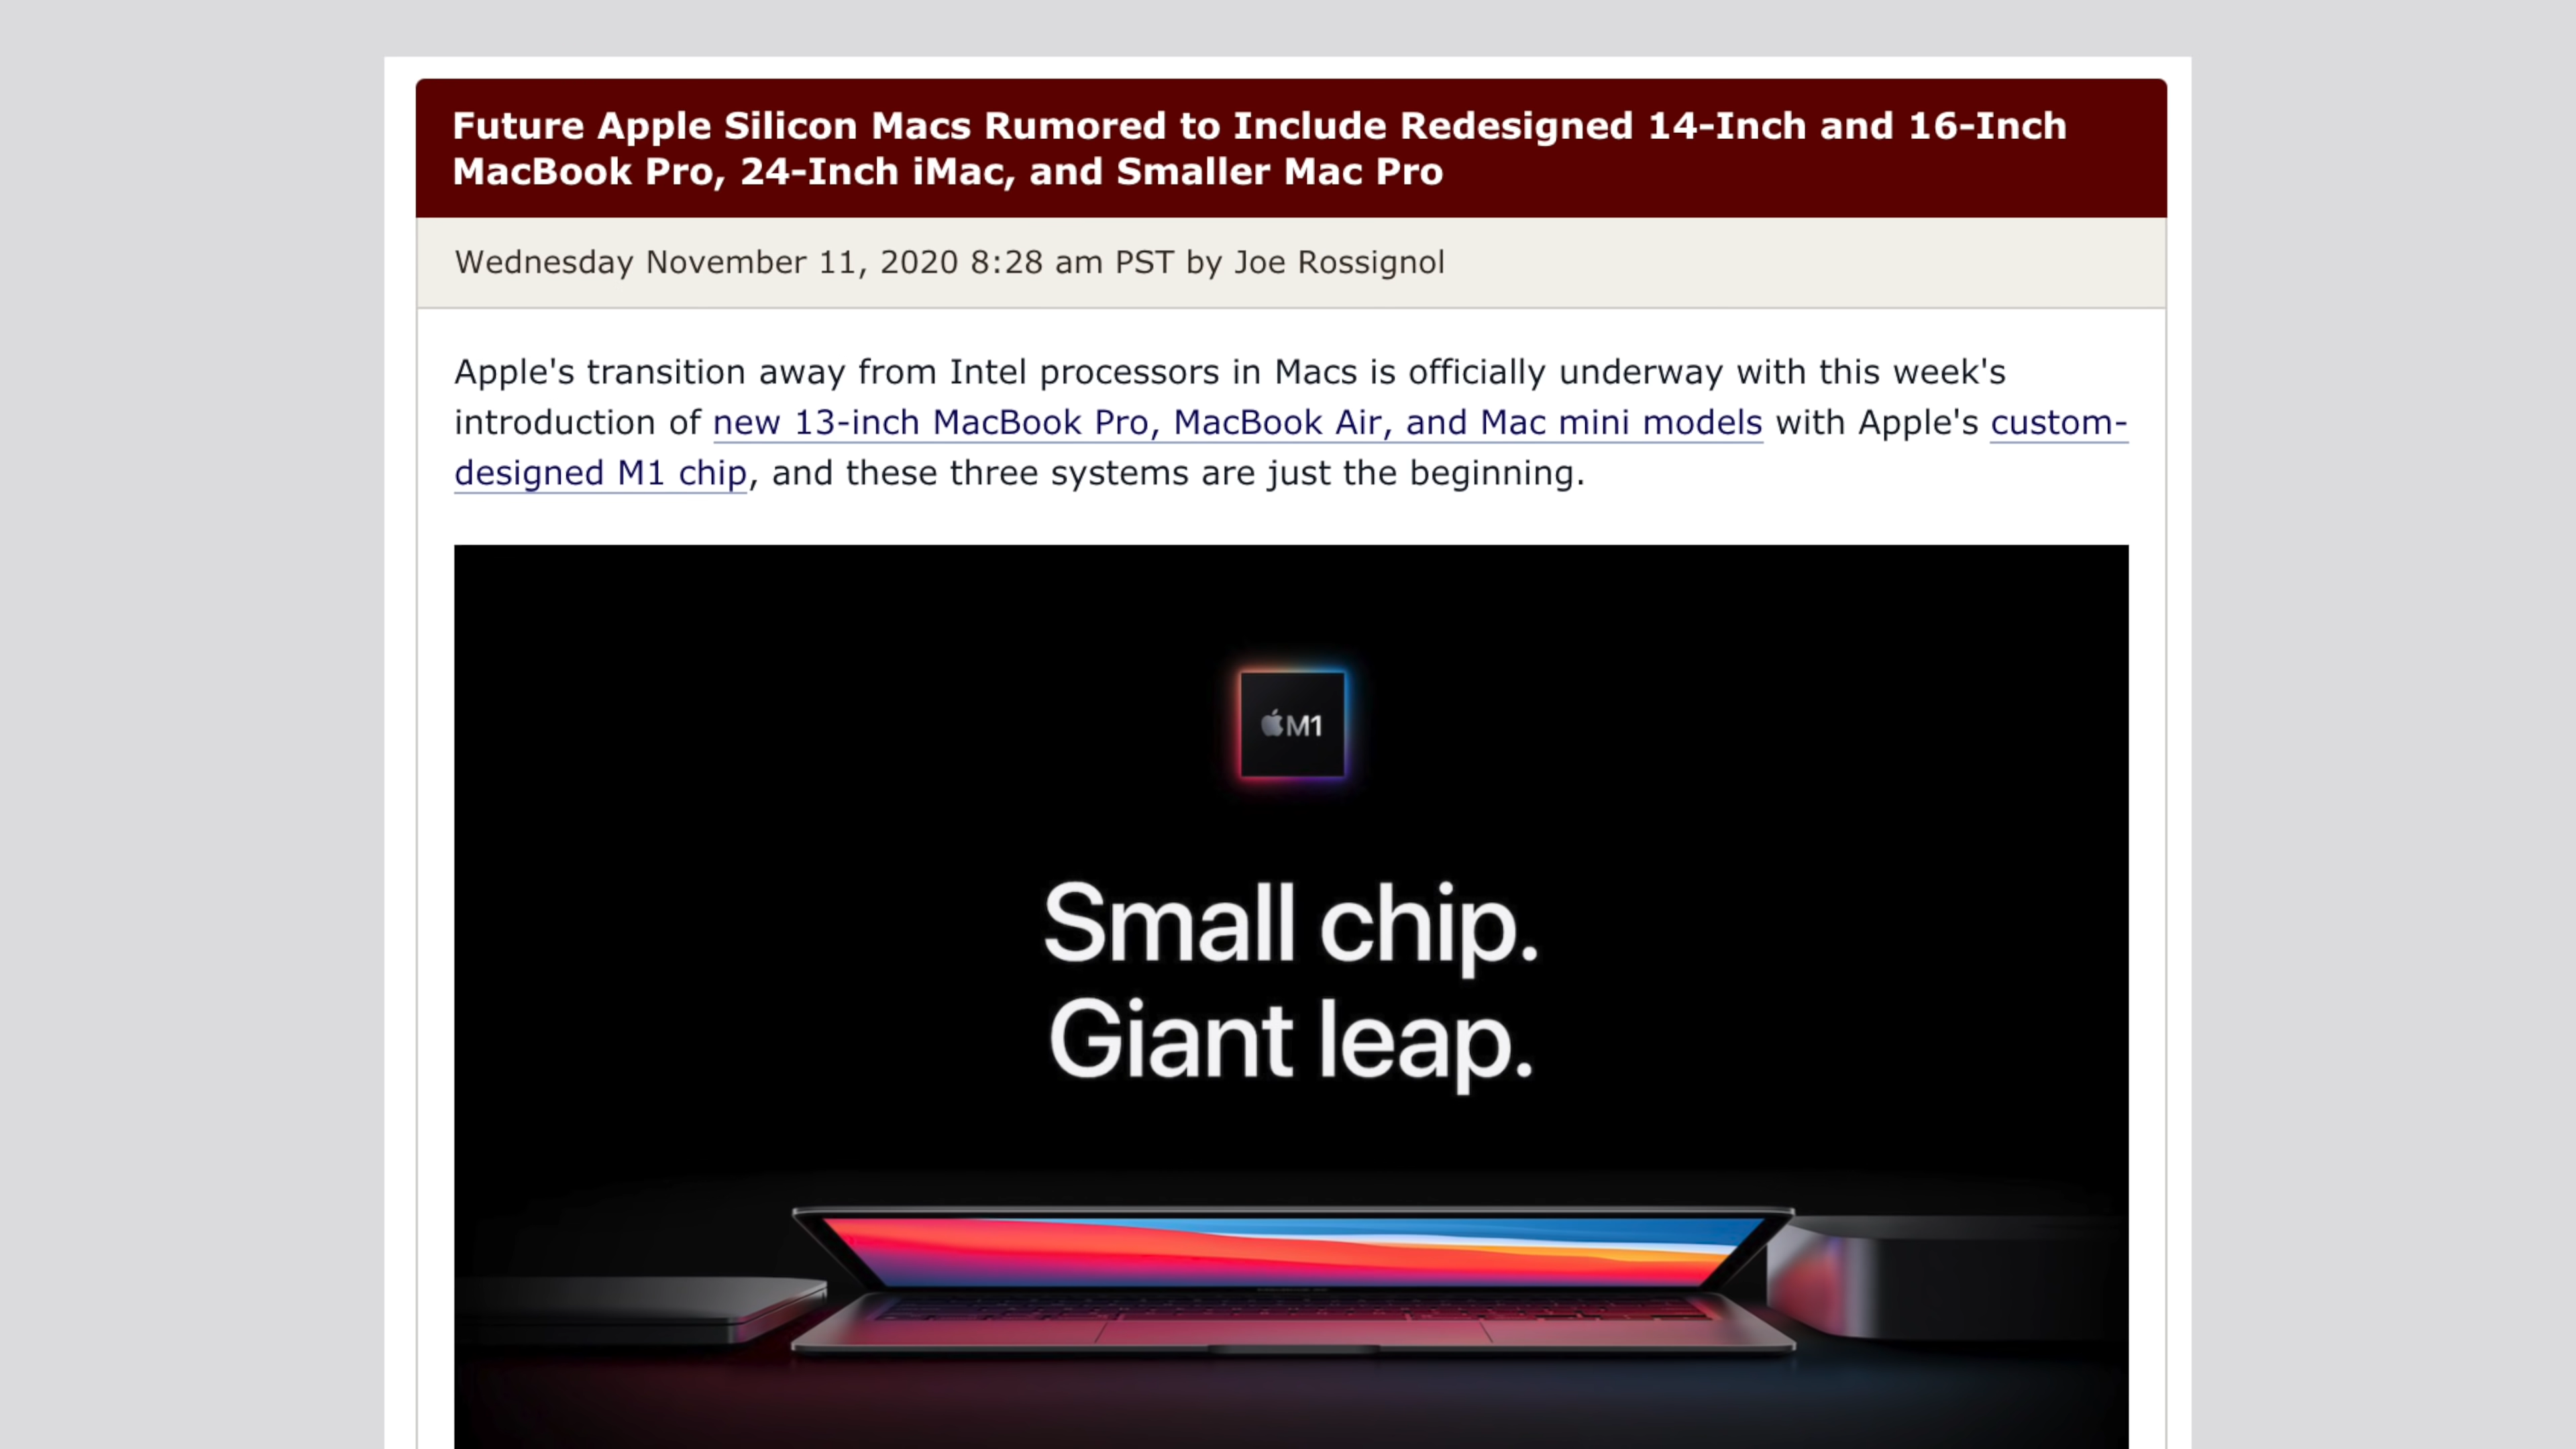 Future Apple Silicon Macs Rumored to Include Redesigned 14-Inch and 16-Inch
MacBook Pro, 24-Inch iMac, and Smaller Mac Pro
Wednesday November 11, 2020 8:28 am PST by Joe Rossignol
Apple's transition away from Intel processors in Macs is officially underway with this week's
introduction of new 13-inch MacBook Pro, MacBook Air, and Mac mini models with Apple's custom-
designed M1 chip, and these three systems are just the beginning.
M1
Small chip.
Giant leap.